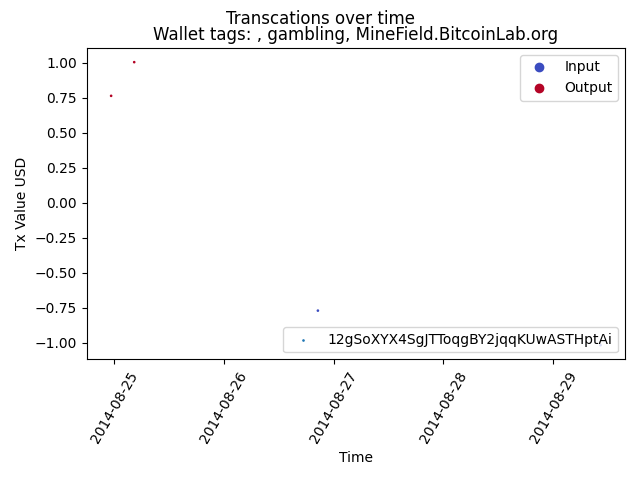 Transcations over time
Wallet tags: , gambling, MineField.BitcoinLab.org
Input
Output
Tx Value USD
1.00
0.75
0.50
0.25
0.00
−0.25
−0.50
−0.75
−1.00
12gSoXYX4SgJTToqgBY2jqqKUwASTHptAi
2014-08-25
2014-08-26
2014-08-27
2014-08-28
2014-08-29
Time